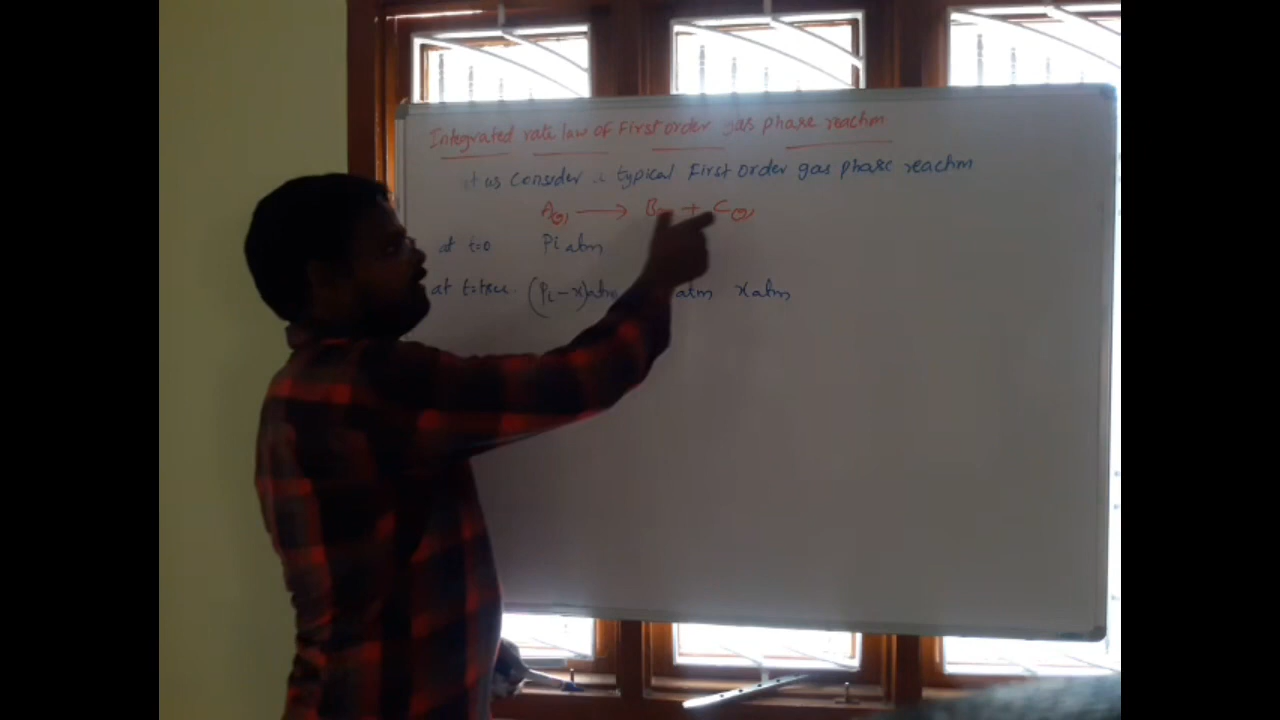 Integrated rate law of First order gas phase reactn
us Consider a typical First Order gas phase reactn
A(g) → B + C(g)
at t=0 Pi atm
at t=tsec. (Pi-x)atm atm x atm